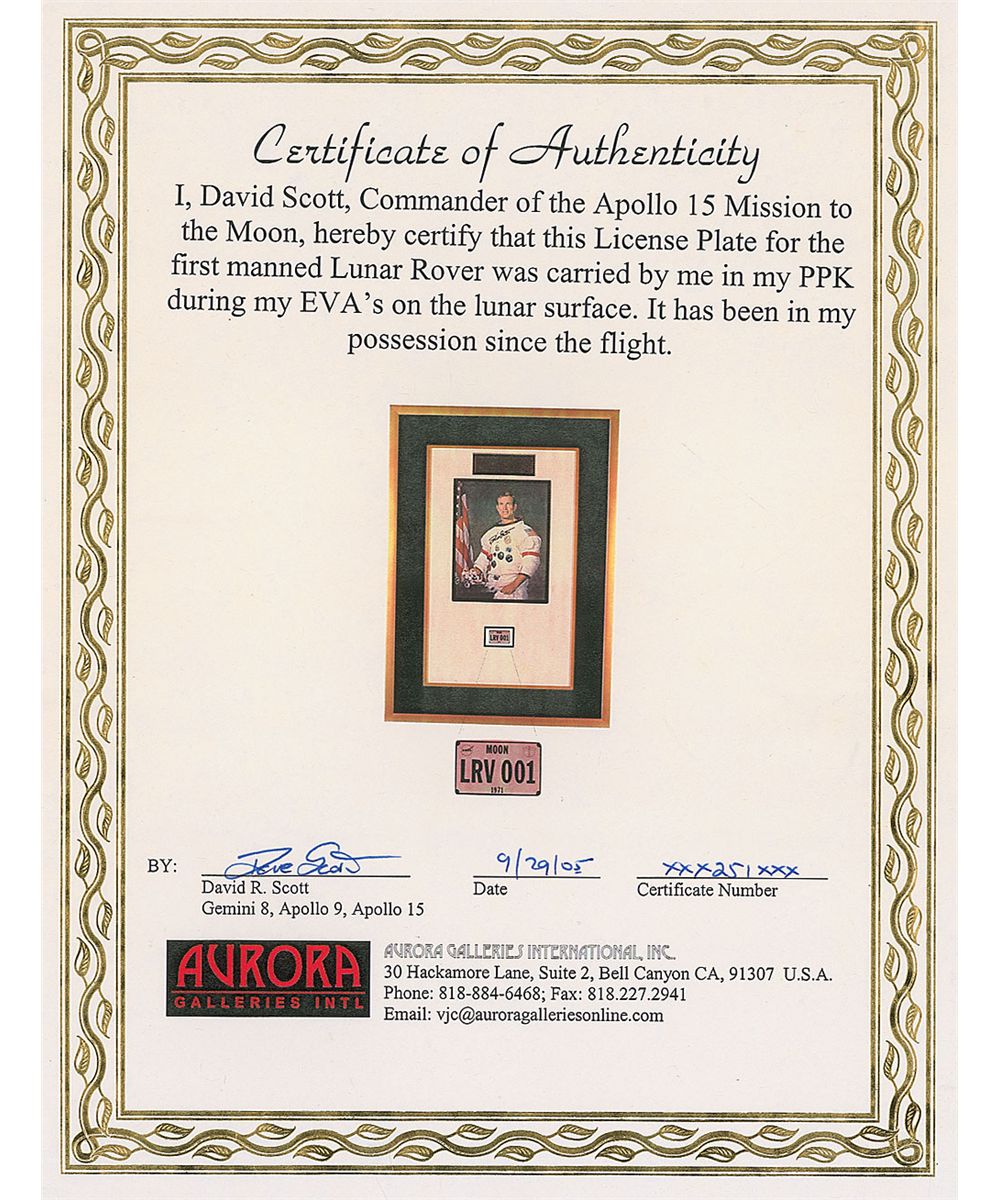 Certificate of Authenticity
I, David Scott, Commander of the Apollo 15 Mission to
the Moon, hereby certify that this License Plate for the
first manned Lunar Rover was carried by me in my PPK
during my EVA's on the lunar surface. It has been in my
possession since the flight.
LRV 001
MOON
LRV 001
1971
BY: Dave Scott 9/29/05 xxx251xxx
David R. Scott Date Certificate Number
Gemini 8, Apollo 9, Apollo 15
AURORA
GALLERIES INTL
AURORA GALLERIES INTERNATIONAL, INC.
30 Hackamore Lane, Suite 2, Bell Canyon CA, 91307 U.S.A.
Phone: 818-884-6468; Fax: 818.227.2941
Email: vjc@auroragalleriesonline.com